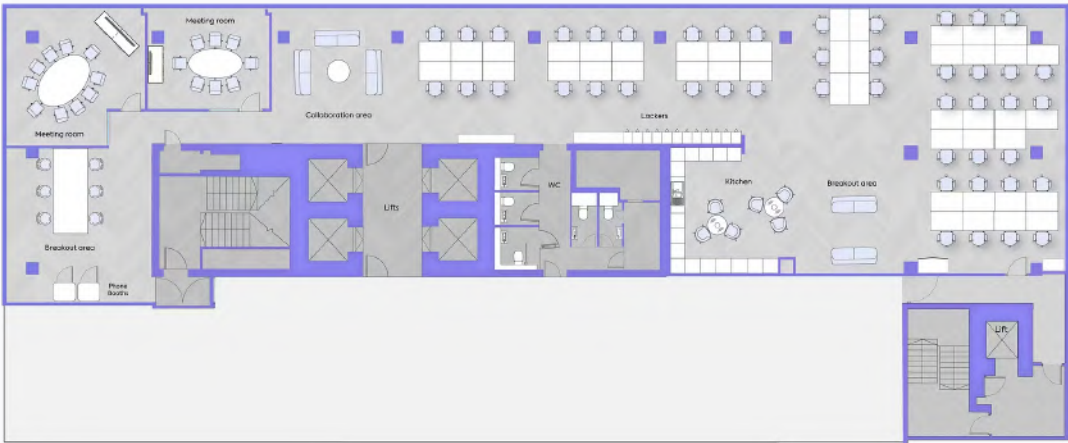 Meeting room
Meeting room
Collaboration area
Lockers
Breakout area
Kitchen
Breakout area
Lifts
WC
Phone
Booths
Lift